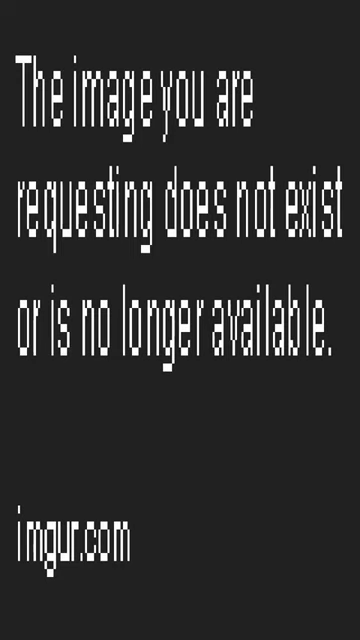 The image you are
requesting does not exist
or is no longer available.
imgur.com